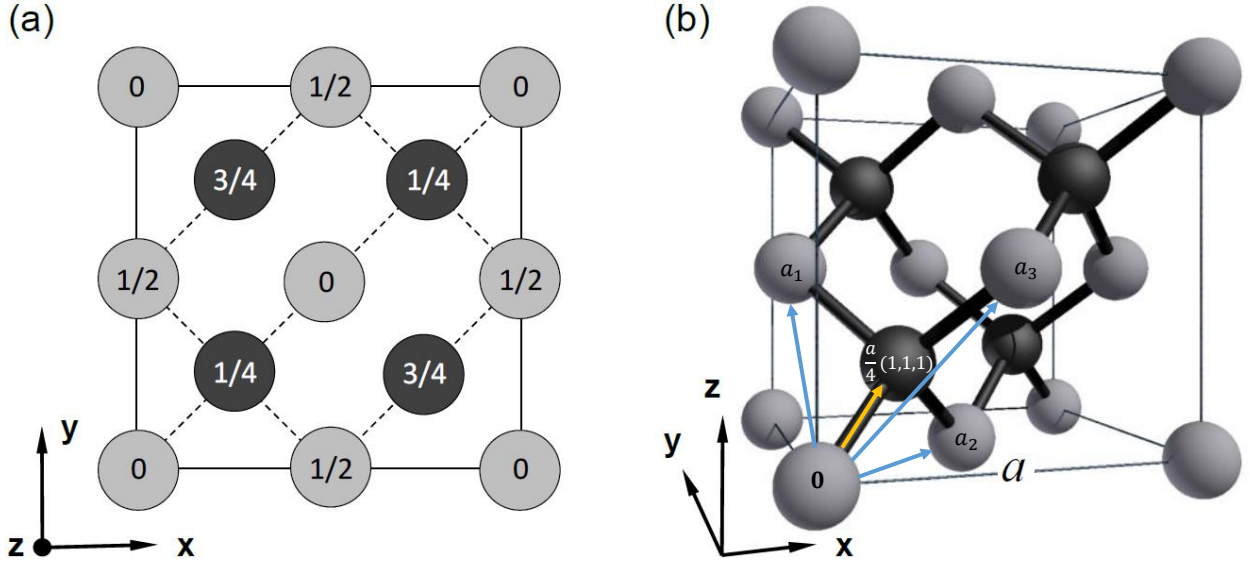 (a)
0 1/2 0
3/4 1/4
1/2 0 1/2
1/4 3/4
0 1/2 0
y
z x
(b)
a₁ a₃
a/4 (1,1,1)
a₂
0
a
z
y
x